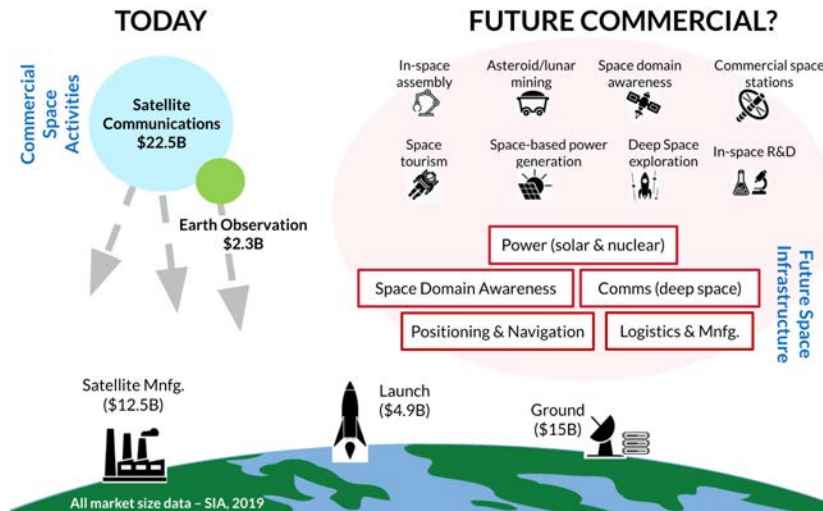 TODAY
FUTURE COMMERCIAL?
Commercial
Space
Activities
Satellite
Communications
$22.5B
Earth Observation
$2.3B
In-space
assembly
Asteroid/lunar
mining
Space domain
awareness
Commercial space
stations
Space
tourism
Space-based power
generation
Deep Space
exploration
In-space R&D
Power (solar & nuclear)
Space Domain Awareness
Comms (deep space)
Positioning & Navigation
Logistics & Mnfg.
Future Space
Infrastructure
Satellite Mnfg.
($12.5B)
Launch
($4.9B)
Ground
($15B)
All market size data – SIA, 2019